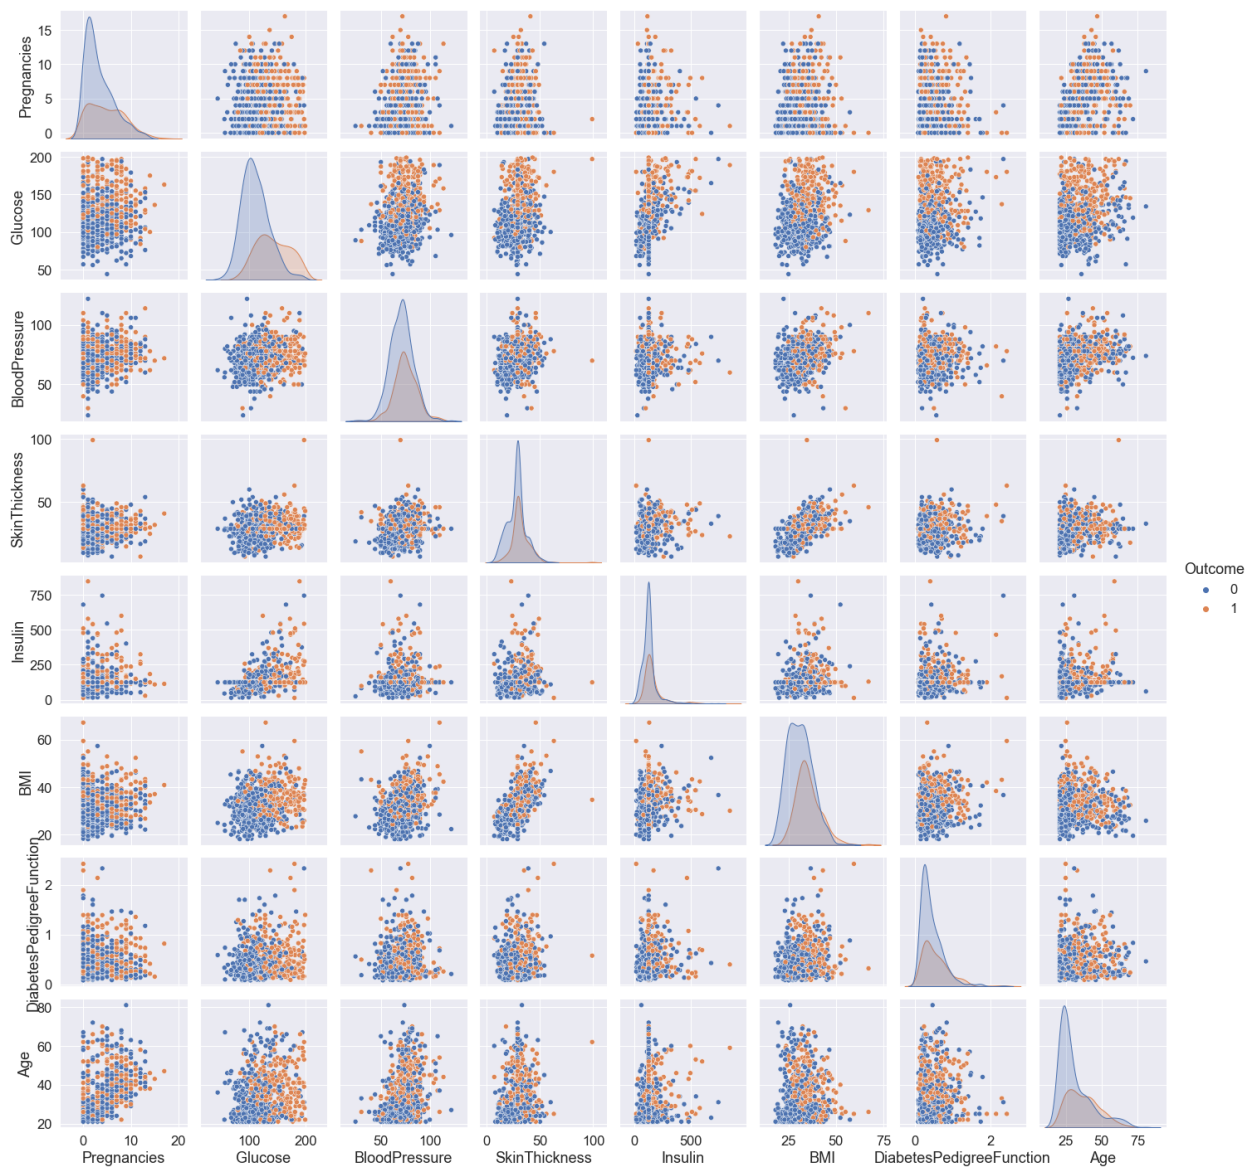 Pregnancies
15
10
5
0
Glucose
200
150
100
50
BloodPressure
100
50
SkinThickness
100
50
Outcome
0
1
Insulin
750
500
250
0
BMI
60
40
20
DiabetesPedigreeFunction
2
1
0
Age
80
60
40
20
0 10 20 100 200 50 100 0 50 100 0 500 25 50 75 0 2 25 50 75
Pregnancies Glucose BloodPressure SkinThickness Insulin BMI DiabetesPedigreeFunction Age